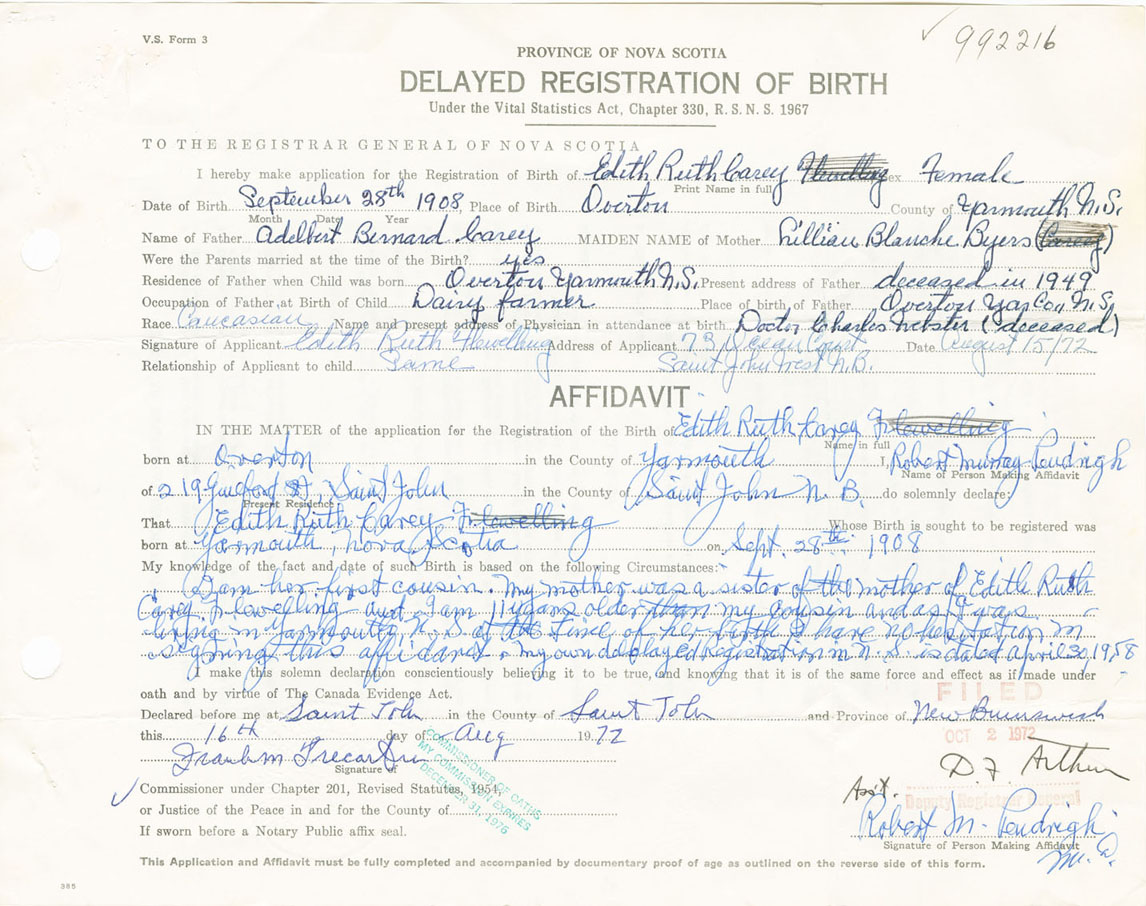 V.S. Form 3
992216
PROVINCE OF NOVA SCOTIA
DELAYED REGISTRATION OF BIRTH
Under the Vital Statistics Act, Chapter 330, R. S. N. S. 1967
TO THE REGISTRAR GENERAL OF NOVA SCOTIA
I hereby make application for the Registration of Birth of Edith Ruth Carey Flewelling Sex Female
Print Name in full
Date of Birth September 28th 1908, Place of Birth Overton County of Yarmouth N.S.
Month Date Year
Name of Father Adelbert Bernard Carey MAIDEN NAME of Mother Lillian Blanche Byers (Carey)
Were the Parents married at the time of the Birth? yes
Residence of Father when Child was born Overton Yarmouth N.S. Present address of Father deceased in 1949
Occupation of Father at Birth of Child Dairy farmer Place of birth of Father Overton Yar Co., N.S.
Race Caucasian Name and present address of Physician in attendance at birth Doctor Charles Webster (deceased)
Signature of Applicant Edith Ruth Flewelling Address of Applicant 73 Ocean Court Date August 15/72
Relationship of Applicant to child Same Saint John West N.B.
AFFIDAVIT
IN THE MATTER of the application for the Registration of the Birth of Edith Ruth Carey Flewelling
Name in full
born at Overton in the County of Yarmouth I, Robert Murray Pendrigh
Name of Person Making Affidavit
of 219 Guilford St, Saint John in the County of Saint John N. B. do solemnly declare:
Present Residence
That Edith Ruth Carey Flewelling Whose Birth is sought to be registered was
born at Yarmouth, Nova Scotia on Sept. 28th 1908
My knowledge of the fact and date of such Birth is based on the following Circumstances:
I am her first cousin. My mother was a sister of the mother of Edith Ruth
Carey Flewelling and I am 11 years older than my cousin and as I was
living in Yarmouth, N. S. at the time of her birth I have no hesitation in
signing this affidavit. My own delayed Registration in N. S. is dated April 30, 1958
I make this solemn declaration conscientiously believing it to be true, and knowing that it is of the same force and effect as if made under
oath and by virtue of The Canada Evidence Act.
FILED
Declared before me at Saint John in the County of Saint John and Province of New Brunswick
this 16th day of Aug 1972
OCT 2 1972
Signature of
D. F. Arthur
COMMISSIONER OF OATHS
MY COMMISSION EXPIRES
DECEMBER 31, 1976
Commissioner under Chapter 201, Revised Statutes, 1954,
Ass't.
Deputy Registrar General
or Justice of the Peace in and for the County of
Robert M. Pendrigh
If sworn before a Notary Public affix seal.
Signature of Person Making Affidavit
M. D.
This Application and Affidavit must be fully completed and accompanied by documentary proof of age as outlined on the reverse side of this form.
385